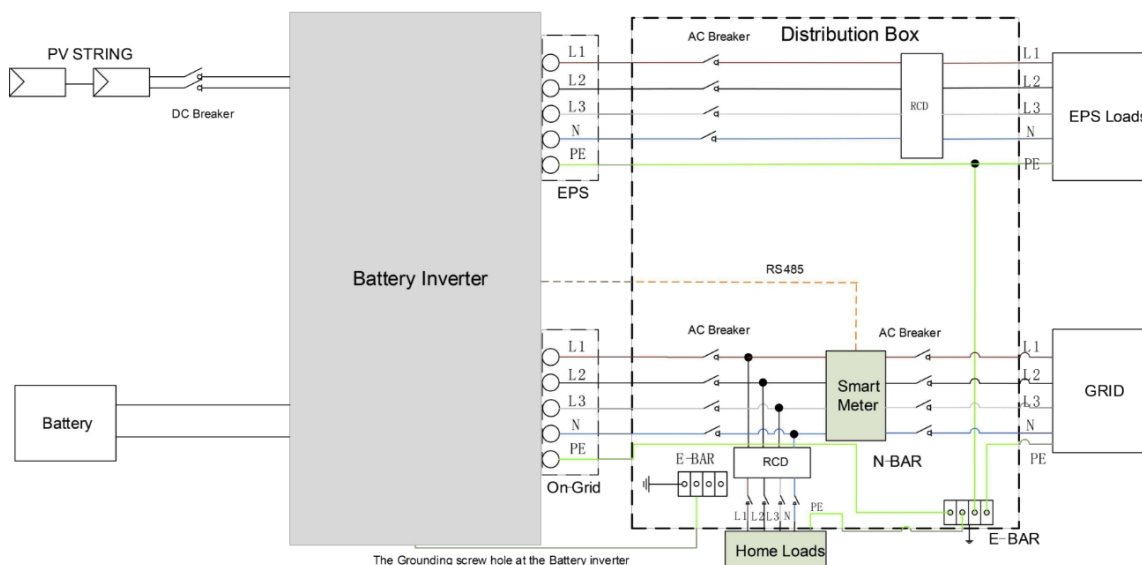 PV STRING
DC Breaker
Battery Inverter
Battery
L1
L2
L3
N
PE
EPS
AC Breaker
Distribution Box
RCD
L1
L2
L3
N
PE
EPS Loads
RS485
L1
L2
L3
N
PE
On-Grid
AC Breaker
Smart
Meter
AC Breaker
N-BAR
L1
L2
L3
N
PE
GRID
E-BAR
RCD
L1
L2
L3
N
PE
Home Loads
E-BAR
The Grounding screw hole at the Battery inverter